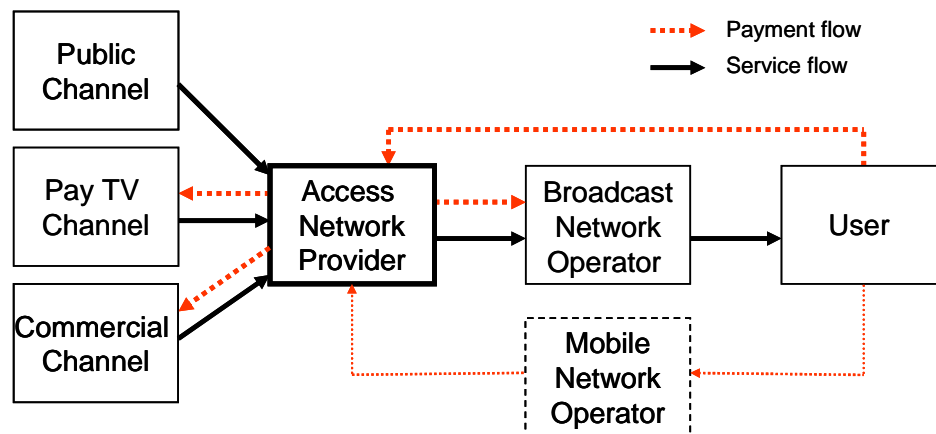 Payment flow
Service flow
Public
Channel
Pay TV
Channel
Commercial
Channel
Access
Network
Provider
Broadcast
Network
Operator
User
Mobile
Network
Operator